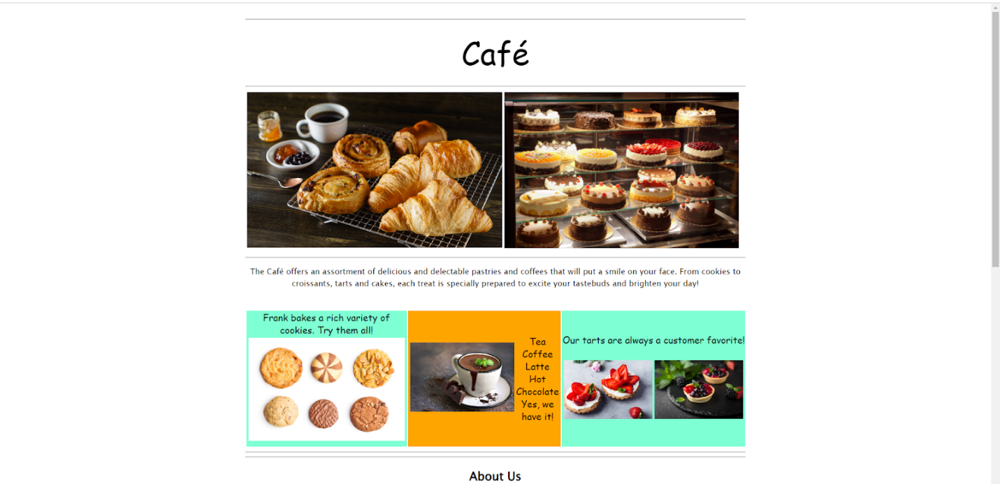 Café
The Café offers an assortment of delicious and delectable pastries and coffees that will put a smile on your face. From cookies to
croissants, tarts and cakes, each treat is specially prepared to excite your tastebuds and brighten your day!
Frank bakes a rich variety of
cookies. Try them all!
Tea
Coffee
Latte
Hot
Chocolate
Yes, we
have it!
Our tarts are always a customer favorite!
About Us